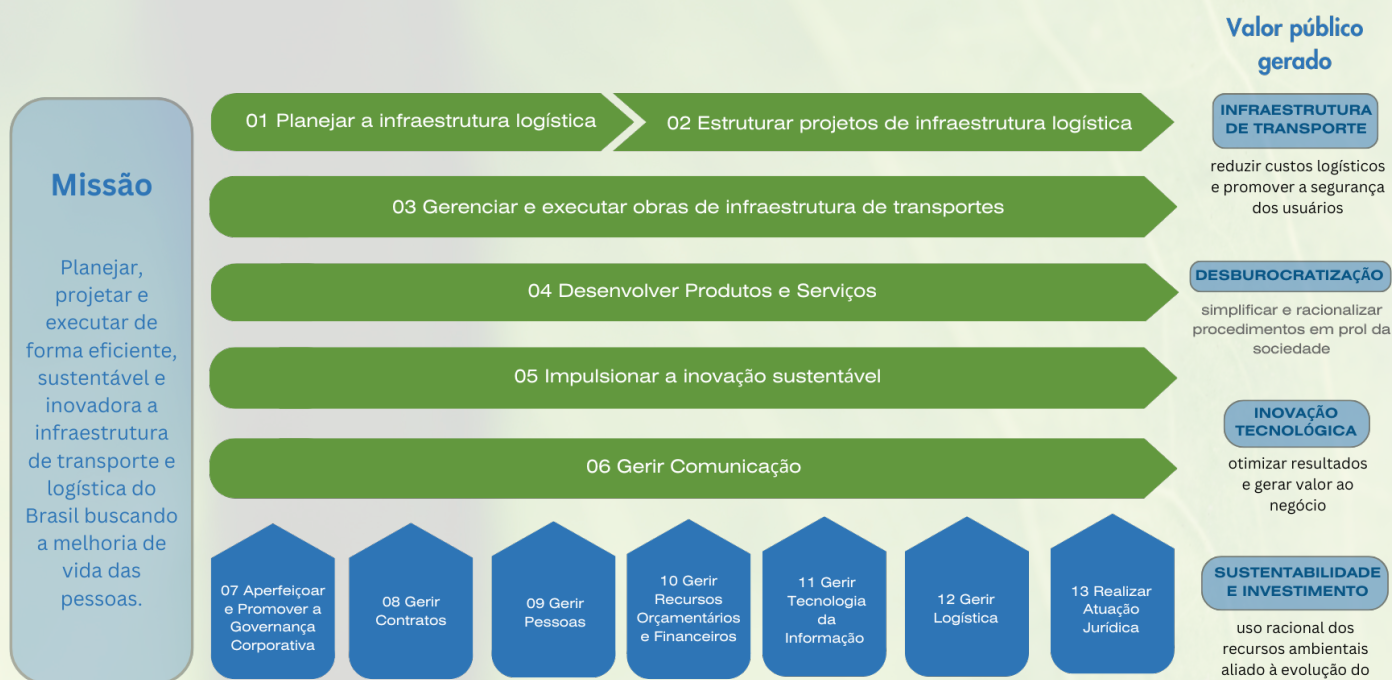 Valor público
gerado
Missão
Planejar,
projetar e
executar de
forma eficiente,
sustentável e
inovadora a
infraestrutura
de transporte e
logística do
Brasil buscando
a melhoria de
vida das
pessoas.
01 Planejar a infraestrutura logística
02 Estruturar projetos de infraestrutura logística
03 Gerenciar e executar obras de infraestrutura de transportes
04 Desenvolver Produtos e Serviços
05 Impulsionar a inovação sustentável
06 Gerir Comunicação
07 Aperfeiçoar
e Promover a
Governança
Corporativa
08 Gerir
Contratos
09 Gerir
Pessoas
10 Gerir
Recursos
Orçamentários
e Financeiros
11 Gerir
Tecnologia
da
Informação
12 Gerir
Logística
13 Realizar
Atuação
Jurídica
INFRAESTRUTURA
DE TRANSPORTE
reduzir custos logísticos
e promover a segurança
dos usuários
DESBUROCRATIZAÇÃO
simplificar e racionalizar
procedimentos em prol da
sociedade
INOVAÇÃO
TECNOLÓGICA
otimizar resultados
e gerar valor ao
negócio
SUSTENTABILIDADE
E INVESTIMENTO
uso racional dos
recursos ambientais
aliado à evolução do